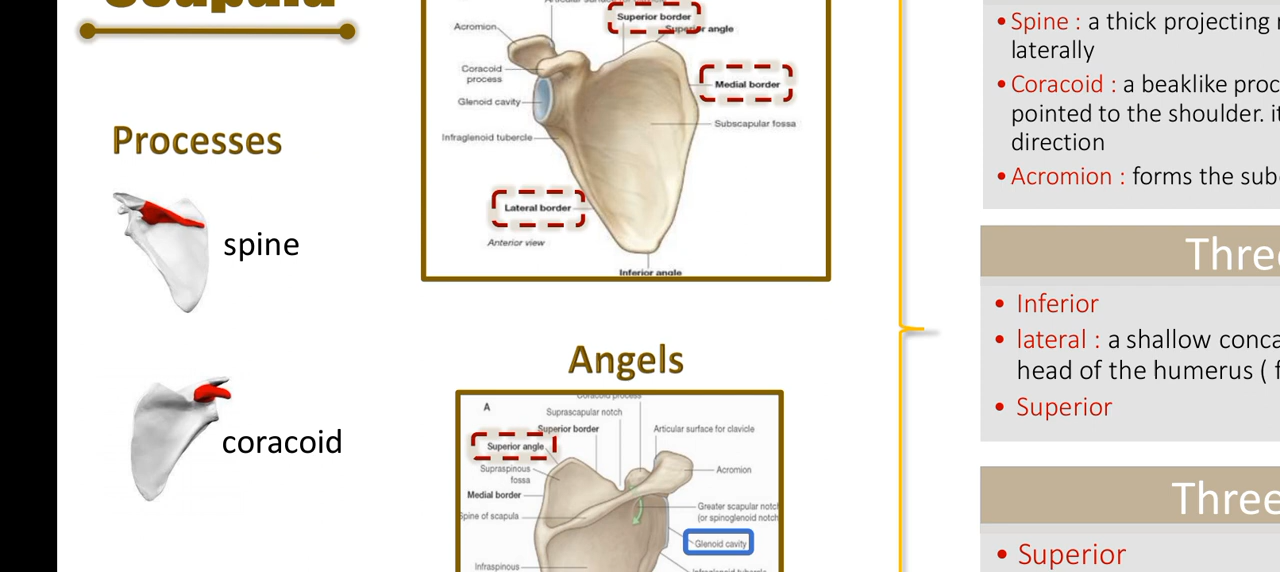 Scapula
Processes
spine
coracoid
Superior border
Superior angle
Acromion
Coracoid
process
Medial border
Glenoid cavity
Subscapular fossa
Infraglenoid tubercle
Lateral border
Anterior view
Inferior angle
Angels
A
Coracoid process
Suprascapular notch
Superior border
Articular surface for clavicle
Superior angle
Supraspinous
fossa
Acromion
Medial border
Greater scapular notch
(or spinoglenoid notch
Spine of scapula
Glenoid cavity
Infraspinous
Infraglenoid tubercle
• Spine : a thick projecting
laterally
• Coracoid : a beaklike proc
pointed to the shoulder. it
direction
• Acromion : forms the sub
Three
• Inferior
• lateral : a shallow conca
head of the humerus ( f
• Superior
Three
• Superior